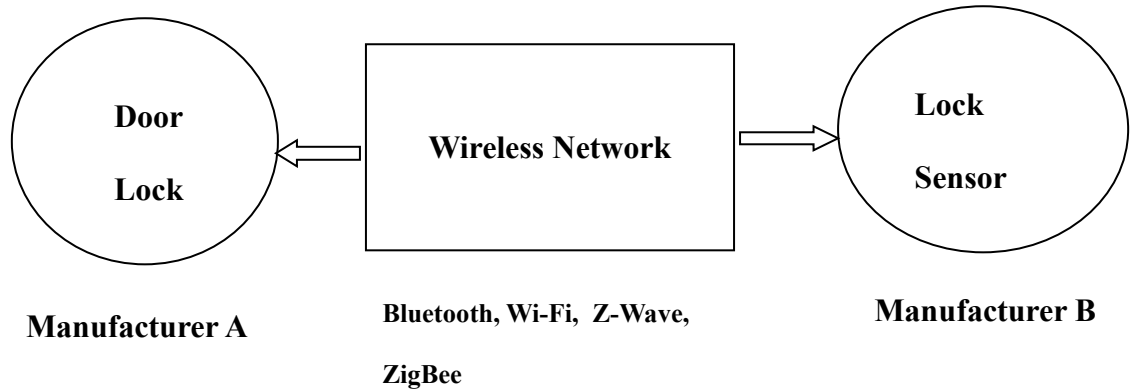 Door
Lock
Wireless Network
Lock
Sensor
Manufacturer A
Bluetooth, Wi-Fi, Z-Wave,
ZigBee
Manufacturer B